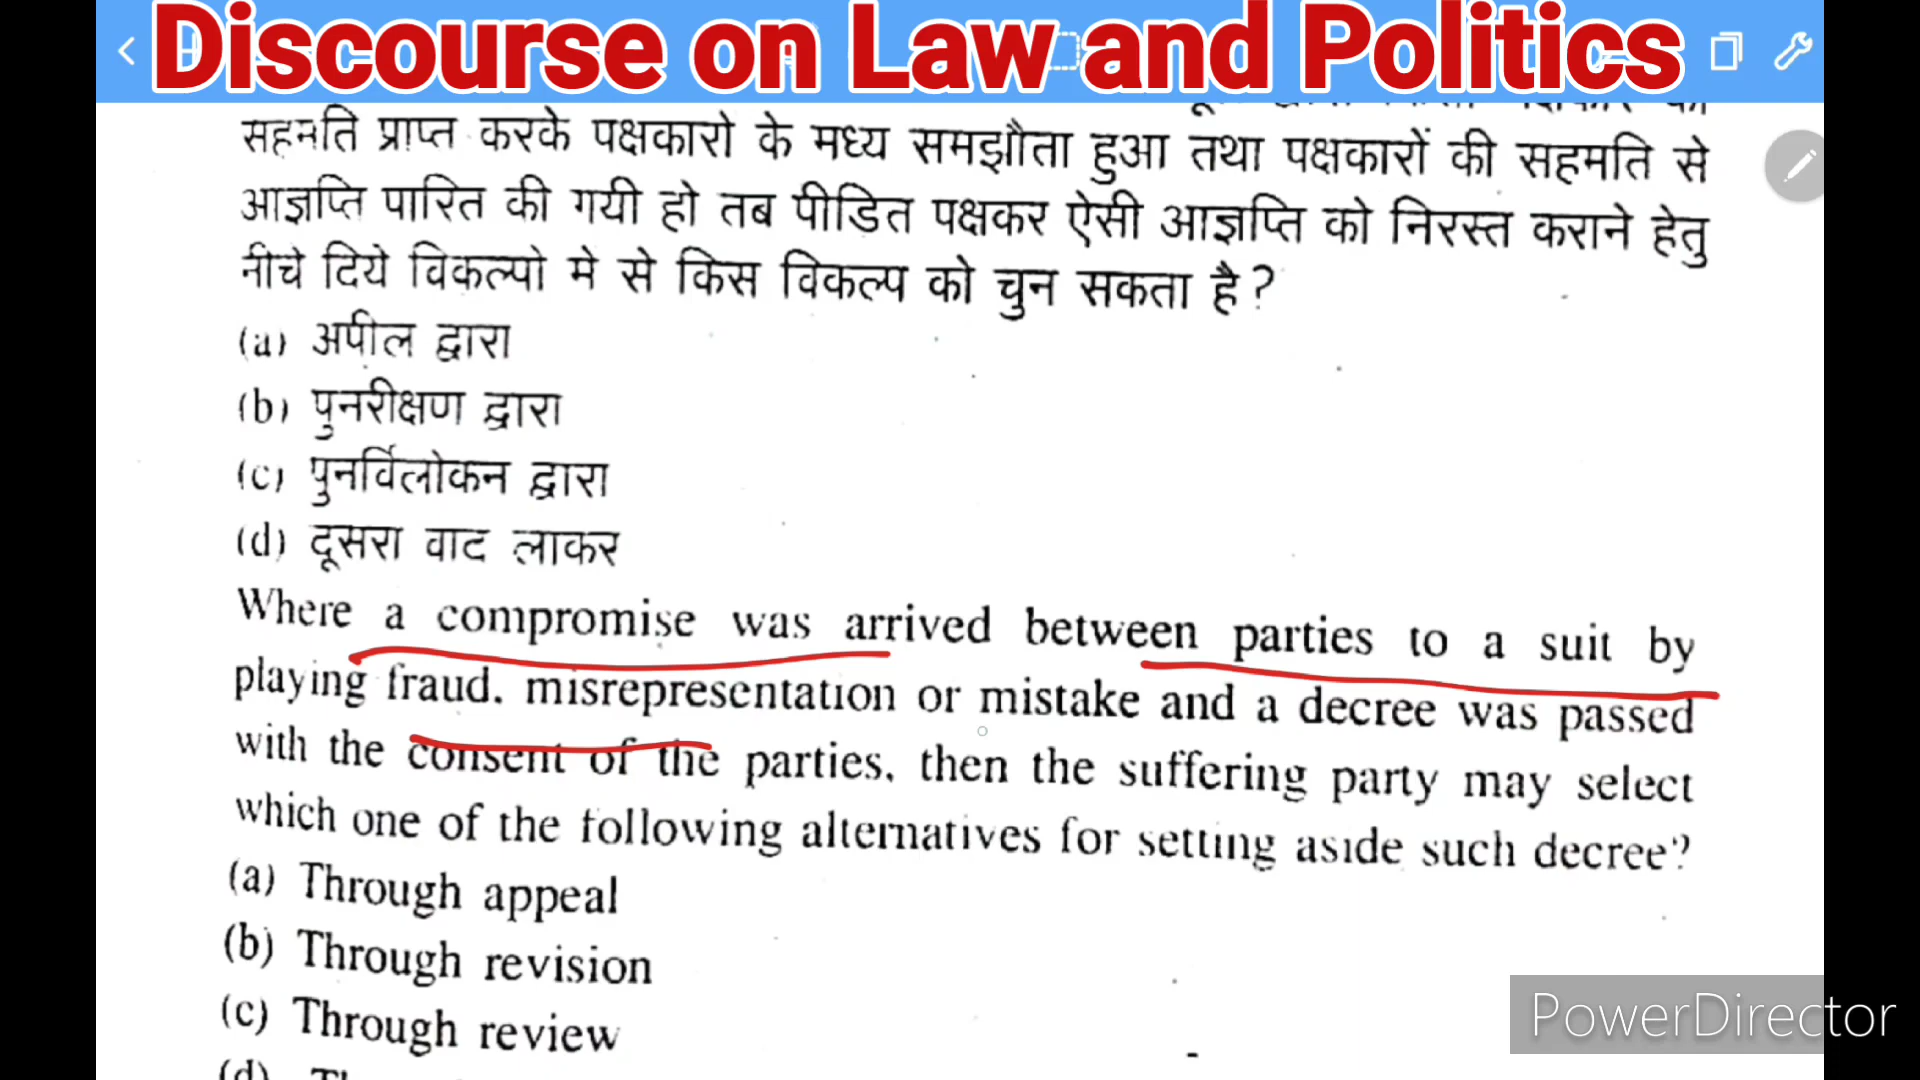 Discourse on Law and Politics
सहमति प्राप्त करके पक्षकारो के मध्य समझौता हुआ तथा पक्षकारों की सहमति से
आज्ञप्ति पारित की गयी हो तब पीडित पक्षकर ऐसी आज्ञप्ति को निरस्त कराने हेतु
नीचे दिये विकल्पो मे से किस विकल्प को चुन सकता है?
(a) अपील द्वारा
(b) पुनरीक्षण द्वारा
(c) पुनर्विलोकन द्वारा
(d) दूसरा वाद लाकर
Where a compromise was arrived between parties to a suit by
playing fraud, misrepresentation or mistake and a decree was passed
with the consent of the parties, then the suffering party may select
which one of the following alternatives for setting aside such decree?
(a) Through appeal
(b) Through revision
(c) Through review
(d)
PowerDirector